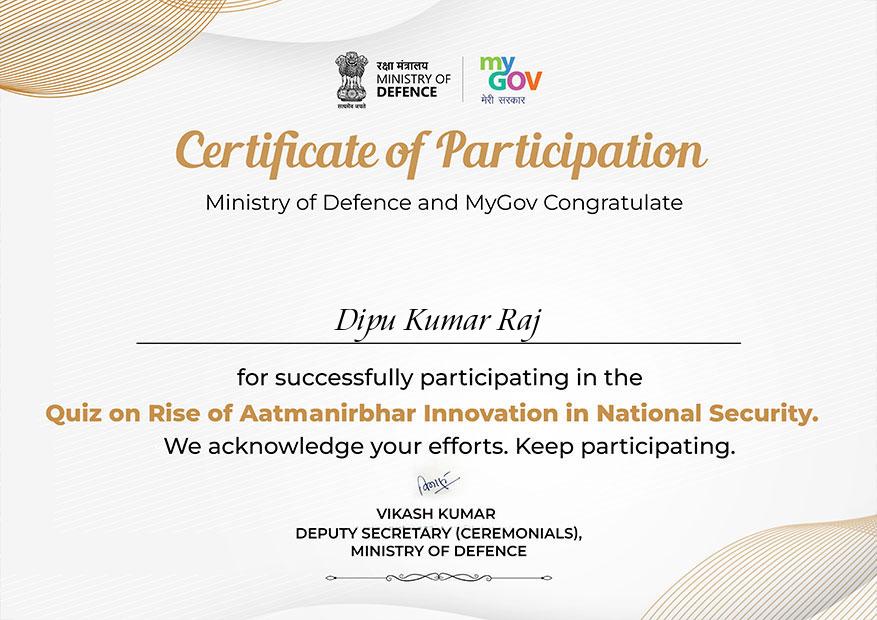 रक्षा मंत्रालय
MINISTRY OF
DEFENCE
सत्यमेव जयते
my
GOV
मेरी सरकार
Certificate of Participation
Ministry of Defence and MyGov Congratulate
Dipu Kumar Raj
for successfully participating in the
Quiz on Rise of Aatmanirbhar Innovation in National Security.
We acknowledge your efforts. Keep participating.
VIKASH KUMAR
DEPUTY SECRETARY (CEREMONIALS),
MINISTRY OF DEFENCE